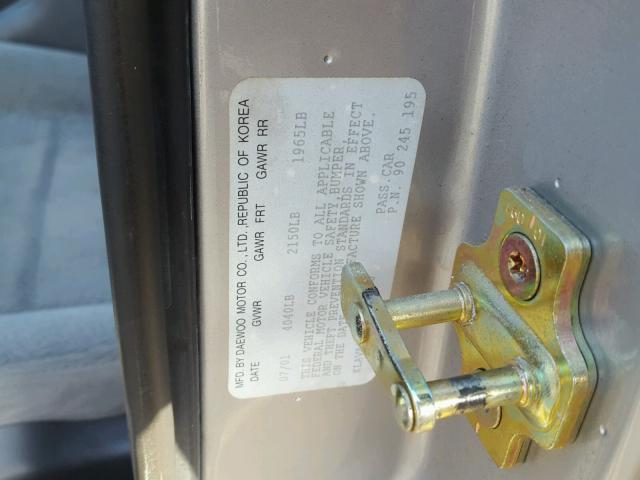 MFD. BY DAEWOO MOTOR CO., LTD., REPUBLIC OF KOREA
DATE GVWR GAWR FRT GAWR RR
07/01 4040LB 2150LB 1965LB
THIS VEHICLE CONFORMS TO ALL APPLICABLE
FEDERAL MOTOR VEHICLE SAFETY, BUMPER,
AND THEFT PREVENTION STANDARDS IN EFFECT
ON THE DATE MANUFACTURE SHOWN ABOVE.
PASS.CAR
P.N. 90 245 195